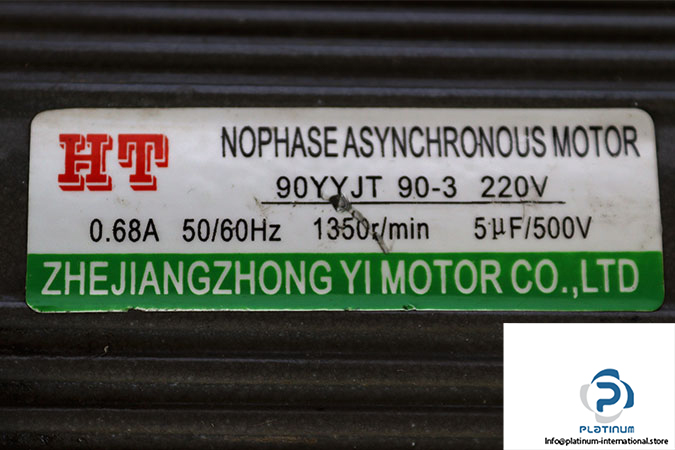 HT
NOPHASE ASYNCHRONOUS MOTOR
90YYJT 90-3 220V
0.68A 50/60Hz 1350r/min 5μF/500V
ZHEJIANGZHONG YI MOTOR CO.,LTD
P
PLATINUM
Info@platinum-international.store